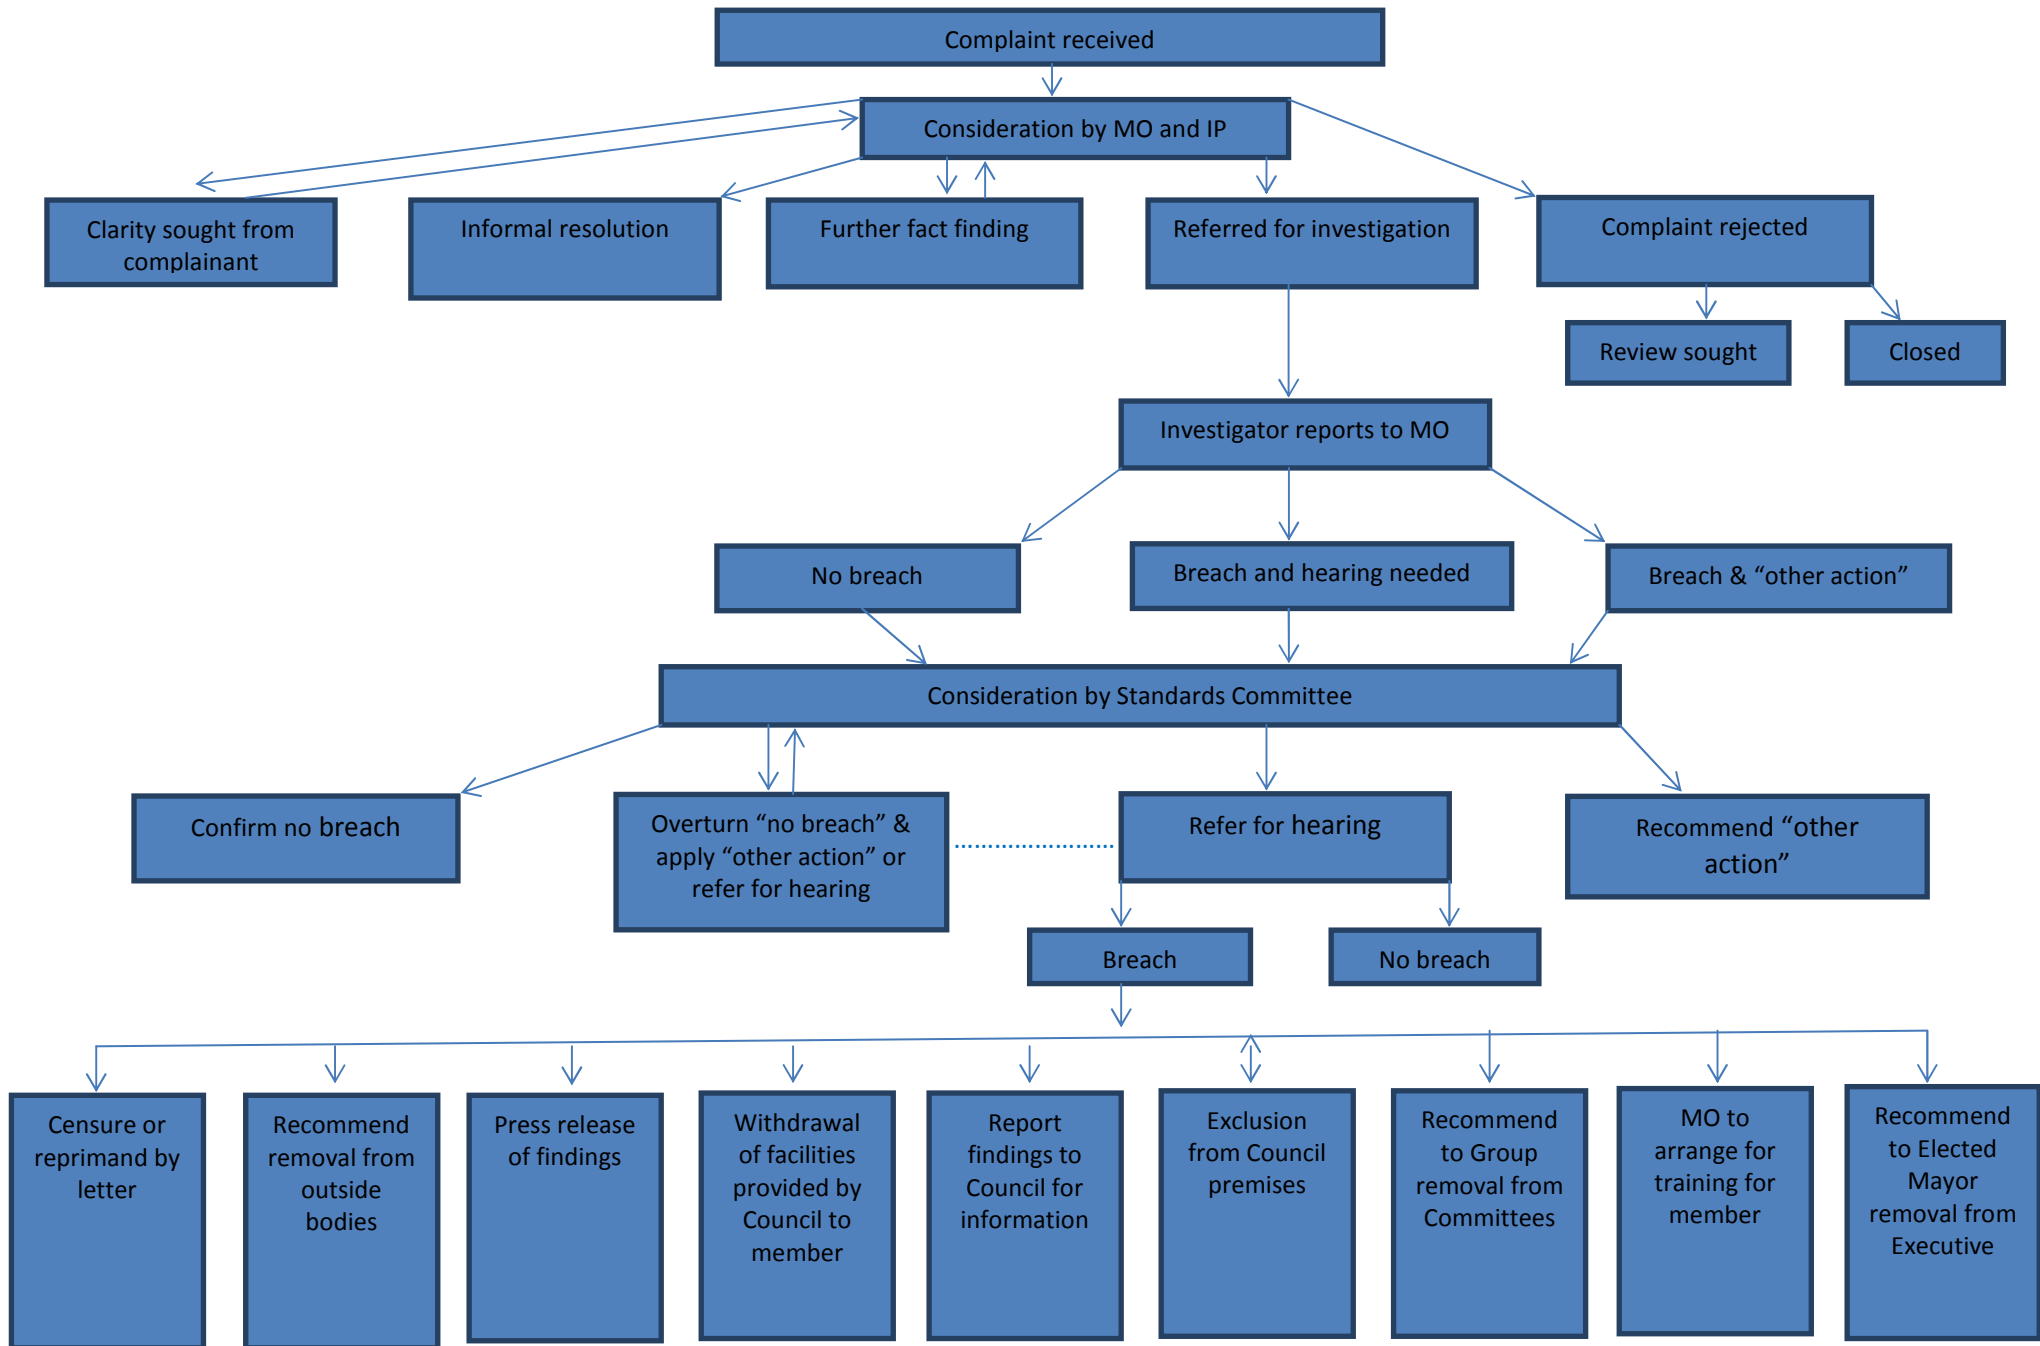 Complaint received
Consideration by MO and IP
Clarity sought from
complainant
Informal resolution
Further fact finding
Referred for investigation
Complaint rejected
Review sought
Closed
Investigator reports to MO
No breach
Breach and hearing needed
Breach & “other action”
Consideration by Standards Committee
Confirm no breach
Overturn “no breach” &
apply “other action” or
refer for hearing
Refer for hearing
Recommend “other
action”
Breach
No breach
Censure or
reprimand by
letter
Recommend
removal from
outside
bodies
Press release
of findings
Withdrawal
of facilities
provided by
Council to
member
Report
findings to
Council for
information
Exclusion
from Council
premises
Recommend
to Group
removal from
Committees
MO to
arrange for
training for
member
Recommend
to Elected
Mayor
removal from
Executive